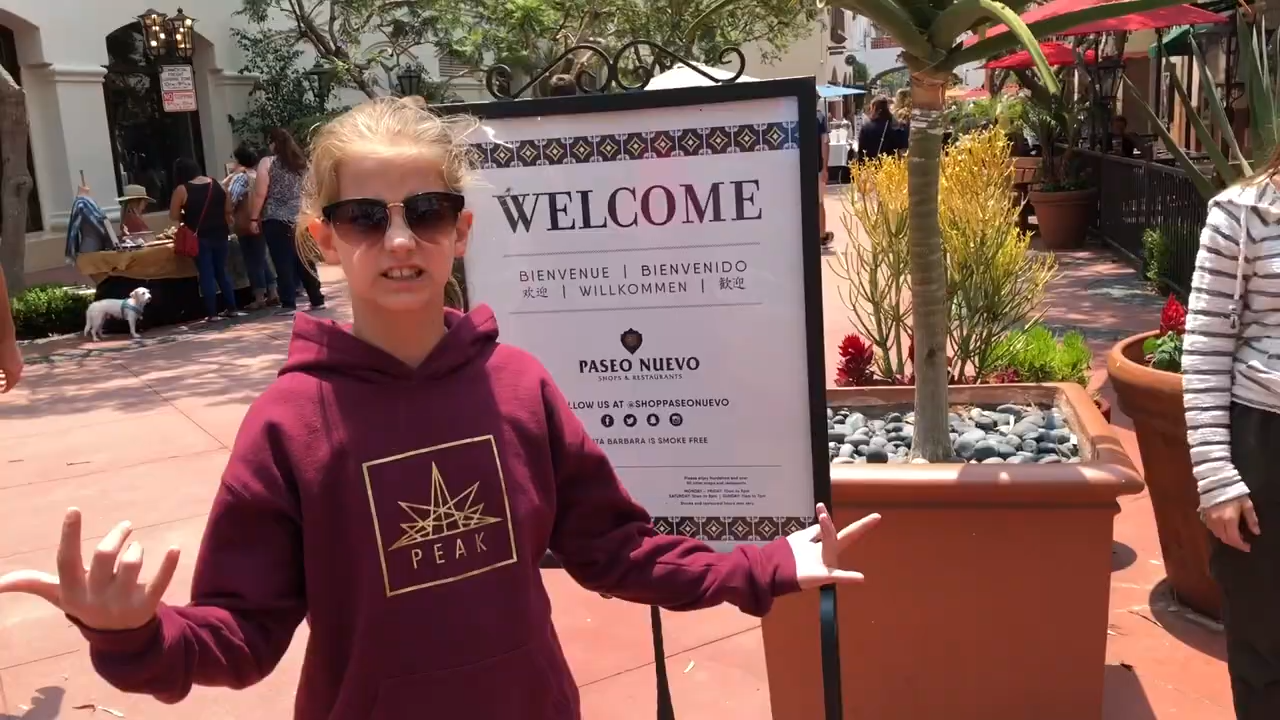 WELCOME
BIENVENUE | BIENVENIDO
欢迎 | WILLKOMMEN | 歡迎
PASEO NUEVO
SHOPS & RESTAURANTS
LLOW US AT @SHOPPASEONUEVO
TA BARBARA IS SMOKE FREE
PEAK